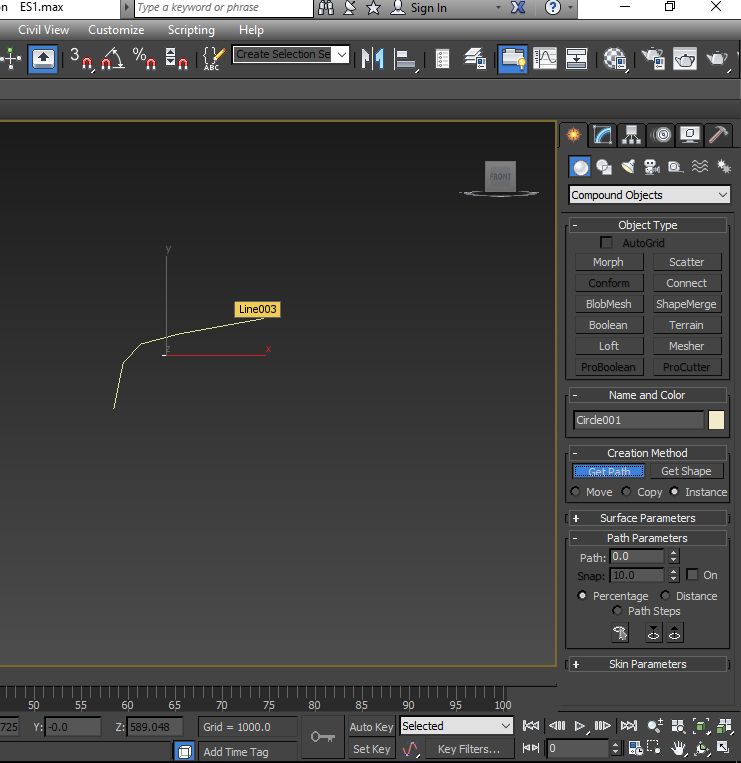 on ES1.max Type a keyword or phrase Sign In
Civil View Customize Scripting Help
3 % ABC Create Selection Se
FRONT
Compound Objects
- Object Type
AutoGrid
Morph Scatter
Conform Connect
BlobMesh ShapeMerge
Boolean Terrain
Loft Mesher
ProBoolean ProCutter
- Name and Color
Circle001
- Creation Method
Get Path Get Shape
Move Copy Instance
+ Surface Parameters
- Path Parameters
Path: 0.0
Snap: 10.0 On
Percentage Distance
Path Steps
+ Skin Parameters
y
Line003
z x
50 55 60 65 70 75 80 85 90 95 100
725 Y: -0.0 Z: 589.048 Grid = 1000.0 Auto Key Selected
Add Time Tag Set Key Key Filters... 0